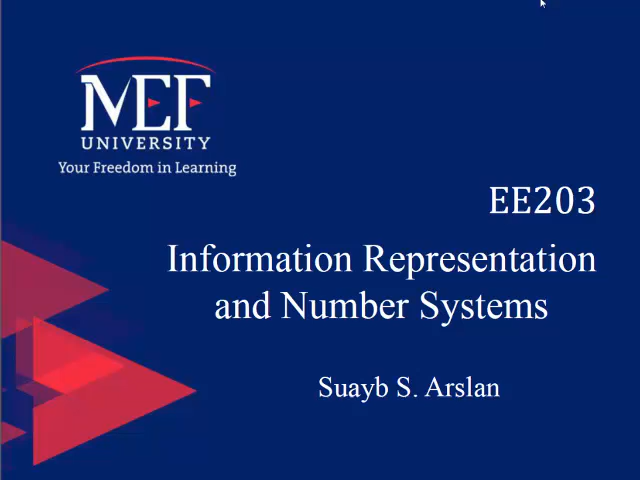 MEF
UNIVERSITY
Your Freedom in Learning
EE203
Information Representation
and Number Systems
Suayb S. Arslan